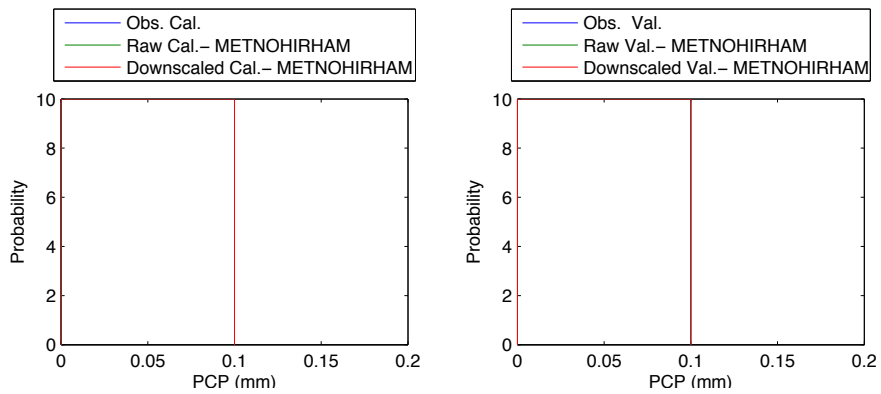 Obs. Cal.
Raw Cal.− METNOHIRHAM
Downscaled Cal.− METNOHIRHAM
10
8
6
4
2
0
Probability
0 0.05 0.1 0.15 0.2
PCP (mm)
Obs. Val.
Raw Val.− METNOHIRHAM
Downscaled Val.− METNOHIRHAM
10
8
6
4
2
0
Probability
0 0.05 0.1 0.15 0.2
PCP (mm)